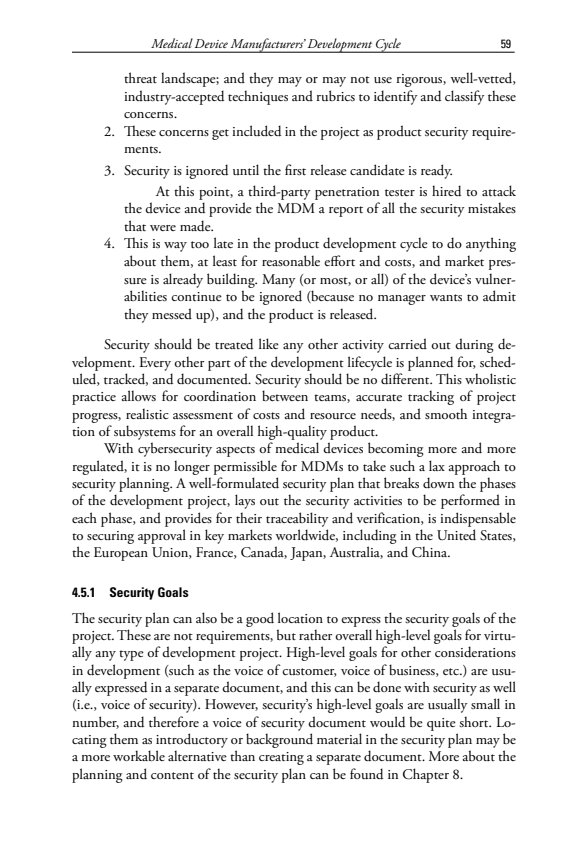 Medical Device Manufacturers’ Development Cycle 59
threat landscape; and they may or may not use rigorous, well-vetted,
industry-accepted techniques and rubrics to identify and classify these
concerns.
2. These concerns get included in the project as product security require-
ments.
3. Security is ignored until the first release candidate is ready.
At this point, a third-party penetration tester is hired to attack
the device and provide the MDM a report of all the security mistakes
that were made.
4. This is way too late in the product development cycle to do anything
about them, at least for reasonable effort and costs, and market pres-
sure is already building. Many (or most, or all) of the device’s vulner-
abilities continue to be ignored (because no manager wants to admit
they messed up), and the product is released.
Security should be treated like any other activity carried out during de-
velopment. Every other part of the development lifecycle is planned for, sched-
uled, tracked, and documented. Security should be no different. This wholistic
practice allows for coordination between teams, accurate tracking of project
progress, realistic assessment of costs and resource needs, and smooth integra-
tion of subsystems for an overall high-quality product.
With cybersecurity aspects of medical devices becoming more and more
regulated, it is no longer permissible for MDMs to take such a lax approach to
security planning. A well-formulated security plan that breaks down the phases
of the development project, lays out the security activities to be performed in
each phase, and provides for their traceability and verification, is indispensable
to securing approval in key markets worldwide, including in the United States,
the European Union, France, Canada, Japan, Australia, and China.
4.5.1 Security Goals
The security plan can also be a good location to express the security goals of the
project. These are not requirements, but rather overall high-level goals for virtu-
ally any type of development project. High-level goals for other considerations
in development (such as the voice of customer, voice of business, etc.) are usu-
ally expressed in a separate document, and this can be done with security as well
(i.e., voice of security). However, security’s high-level goals are usually small in
number, and therefore a voice of security document would be quite short. Lo-
cating them as introductory or background material in the security plan may be
a more workable alternative than creating a separate document. More about the
planning and content of the security plan can be found in Chapter 8.